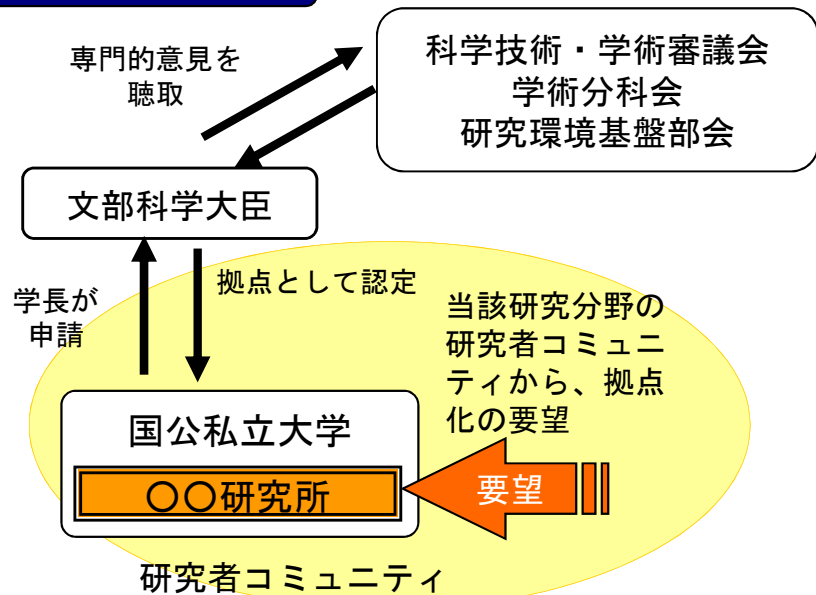 専門的意見を
聴取
科学技術・学術審議会
学術分科会
研究環境基盤部会
文部科学大臣
学長が
申請
拠点として認定
当該研究分野の
研究者コミュニ
ティから、拠点
化の要望
国公私立大学
〇〇研究所
要望
研究者コミュニティ